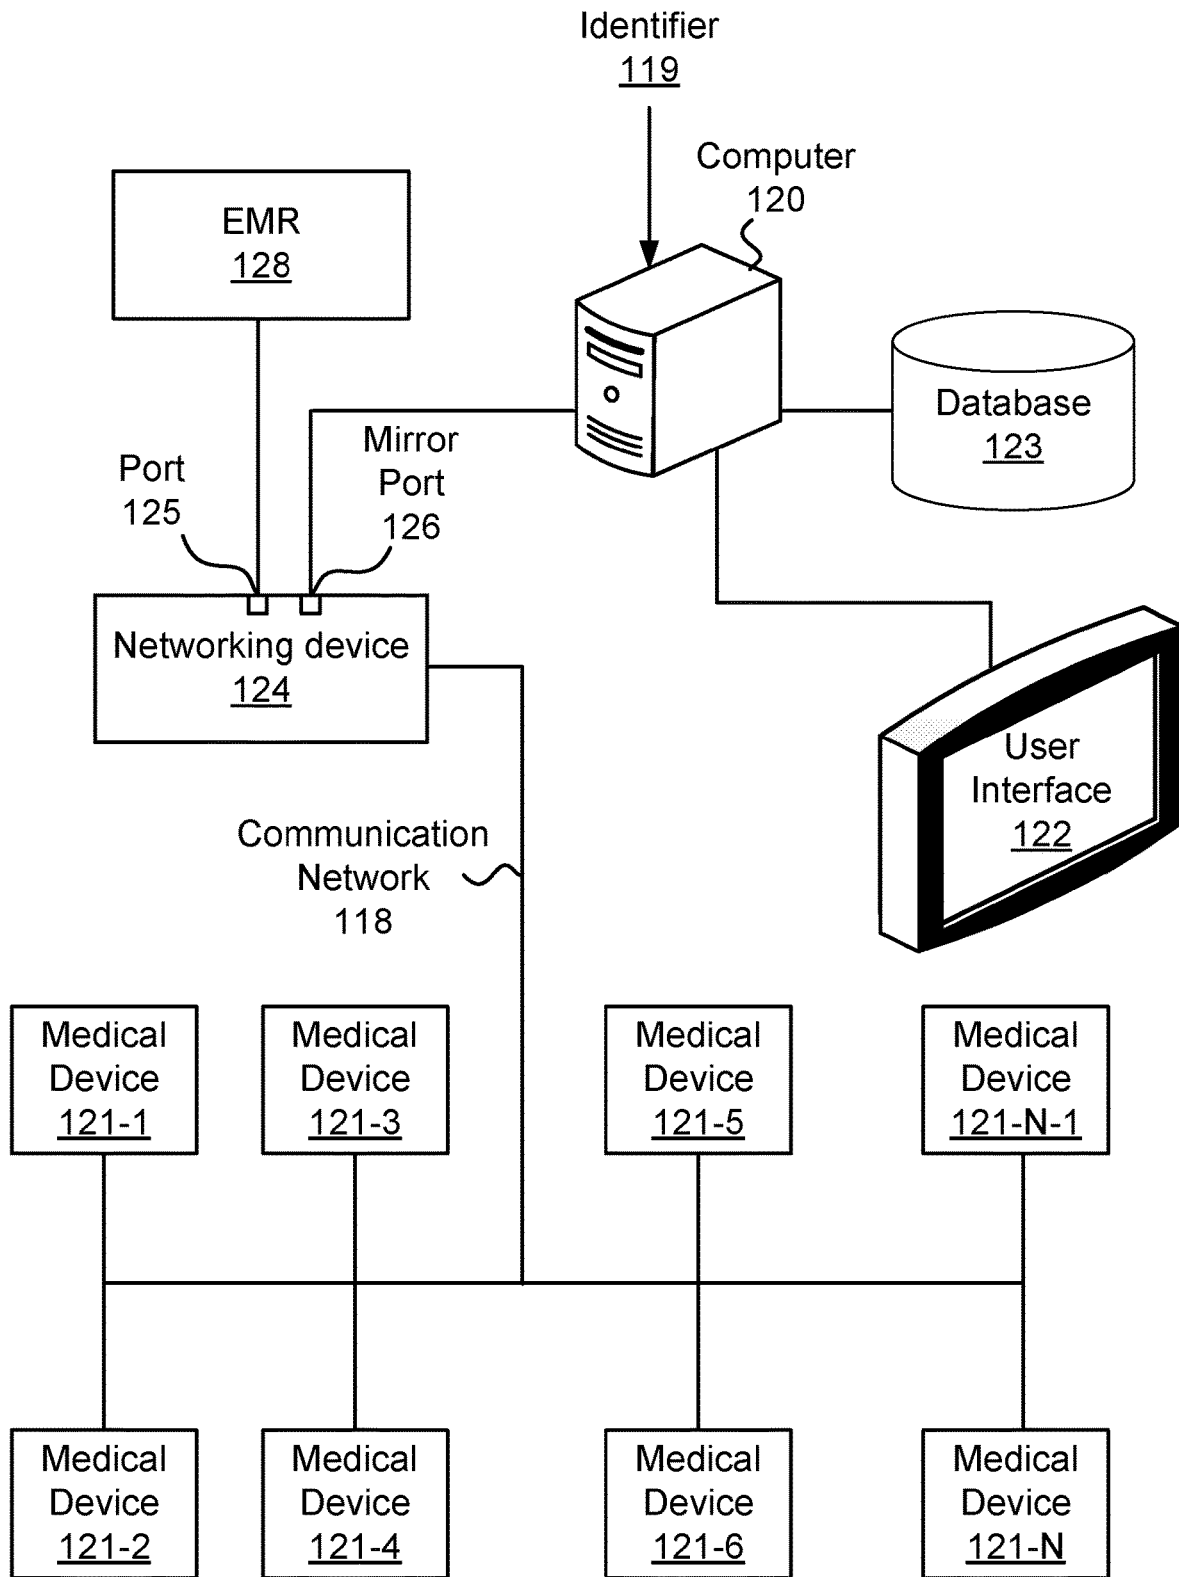 Identifier
119
Computer
120
EMR
128
Database
123
Mirror
Port
126
Port
125
Networking device
124
User
Interface
122
Communication
Network
118
Medical
Device
121-1
Medical
Device
121-3
Medical
Device
121-5
Medical
Device
121-N-1
Medical
Device
121-2
Medical
Device
121-4
Medical
Device
121-6
Medical
Device
121-N